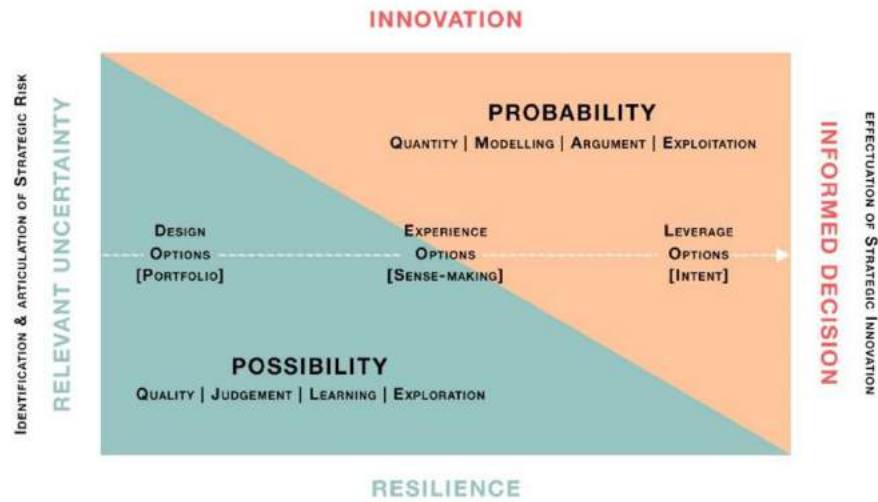 INNOVATION
IDENTIFICATION & ARTICULATION OF STRATEGIC RISK
RELEVANT UNCERTAINTY
PROBABILITY
QUANTITY | MODELLING | ARGUMENT | EXPLOITATION
DESIGN
OPTIONS
[PORTFOLIO]
EXPERIENCE
OPTIONS
[SENSE-MAKING]
LEVERAGE
OPTIONS
[INTENT]
POSSIBILITY
QUALITY | JUDGEMENT | LEARNING | EXPLORATION
INFORMED DECISION
EFFECTUATION OF STRATEGIC INNOVATION
RESILIENCE